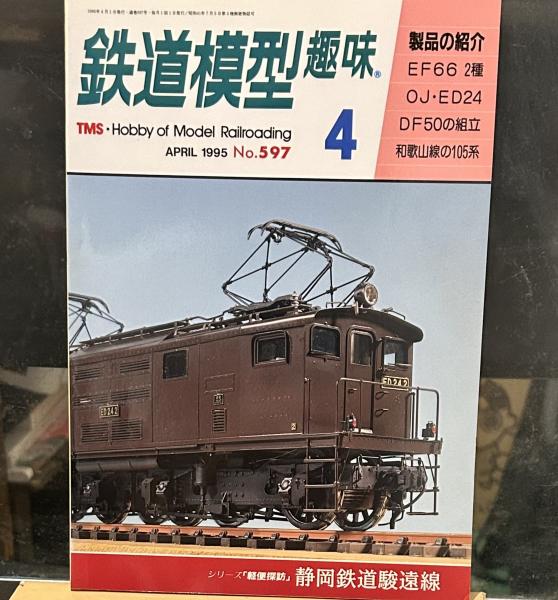 鉄道模型趣味®
TMS・Hobby of Model Railroading
APRIL 1995 No.597
4
製品の紹介
EF66 2種
OJ・ED24
DF50の組立
和歌山線の105系
ED242
ED242
シリーズ「軽便探訪」静岡鉄道駿遠線